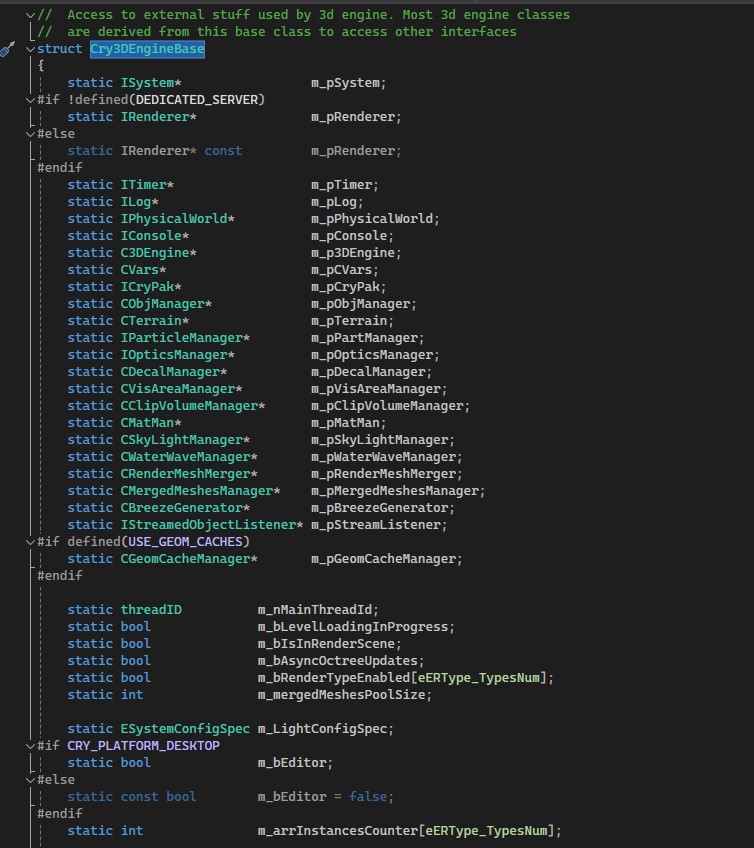 //  Access to external stuff used by 3d engine. Most 3d engine classes
//  are derived from this base class to access other interfaces
struct Cry3DEngineBase
{
    static ISystem*                 m_pSystem;
#if !defined(DEDICATED_SERVER)
    static IRenderer*               m_pRenderer;
#else
    static IRenderer* const         m_pRenderer;
#endif
    static ITimer*                  m_pTimer;
    static ILog*                    m_pLog;
    static IPhysicalWorld*          m_pPhysicalWorld;
    static IConsole*                m_pConsole;
    static C3DEngine*               m_p3DEngine;
    static CVars*                   m_pCVars;
    static ICryPak*                 m_pCryPak;
    static CObjManager*             m_pObjManager;
    static CTerrain*                m_pTerrain;
    static IParticleManager*        m_pPartManager;
    static IOpticsManager*          m_pOpticsManager;
    static CDecalManager*           m_pDecalManager;
    static CVisAreaManager*         m_pVisAreaManager;
    static CClipVolumeManager*      m_pClipVolumeManager;
    static CMatMan*                 m_pMatMan;
    static CSkyLightManager*        m_pSkyLightManager;
    static CWaterWaveManager*       m_pWaterWaveManager;
    static CRenderMeshMerger*       m_pRenderMeshMerger;
    static CMergedMeshesManager*    m_pMergedMeshesManager;
    static CBreezeGenerator*        m_pBreezeGenerator;
    static IStreamedObjectListener* m_pStreamListener;
#if defined(USE_GEOM_CACHES)
    static CGeomCacheManager*       m_pGeomCacheManager;
#endif
    static threadID          m_nMainThreadId;
    static bool              m_bLevelLoadingInProgress;
    static bool              m_bIsInRenderScene;
    static bool              m_bAsyncOctreeUpdates;
    static bool              m_bRenderTypeEnabled[eERType_TypesNum];
    static int               m_mergedMeshesPoolSize;
    static ESystemConfigSpec m_LightConfigSpec;
#if CRY_PLATFORM_DESKTOP
    static bool              m_bEditor;
#else
    static const bool        m_bEditor = false;
#endif
    static int               m_arrInstancesCounter[eERType_TypesNum];